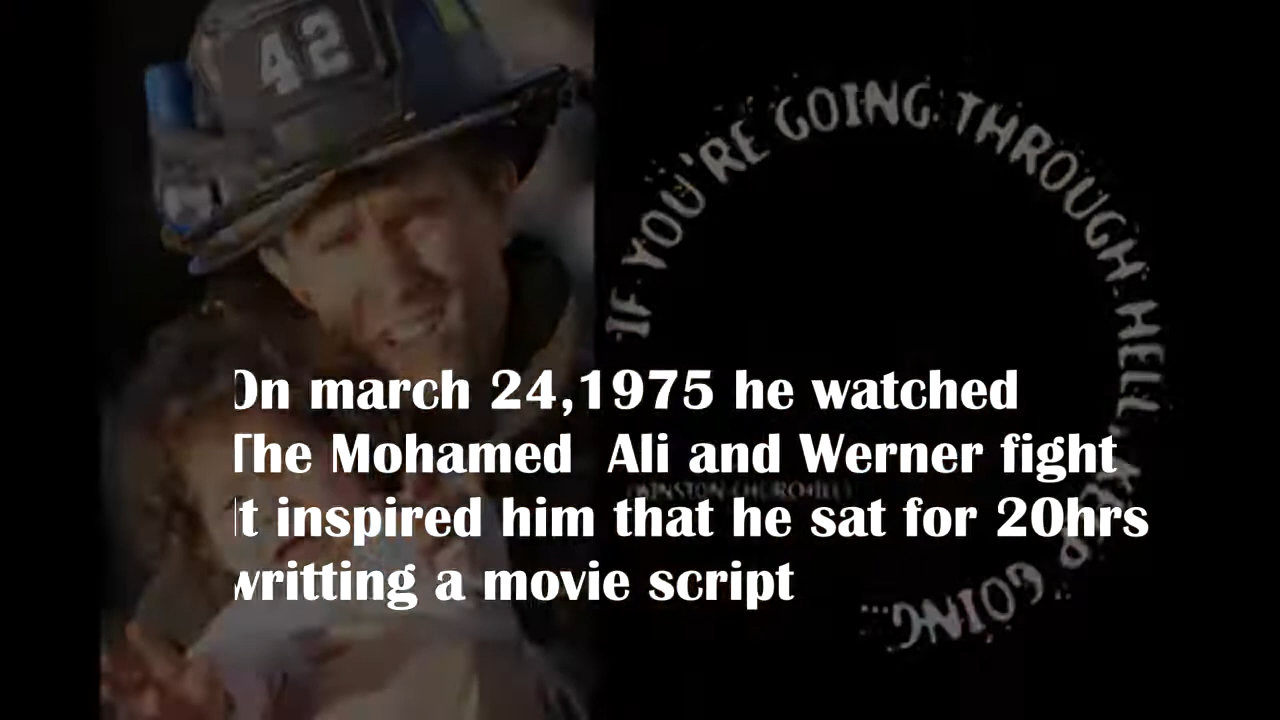 42
IF YOU'RE GOING THROUGH HELL, KEEP GOING...
WINSTON CHURCHILL
On march 24,1975 he watched
The Mohamed Ali and Werner fight
It inspired him that he sat for 20hrs
writting a movie script